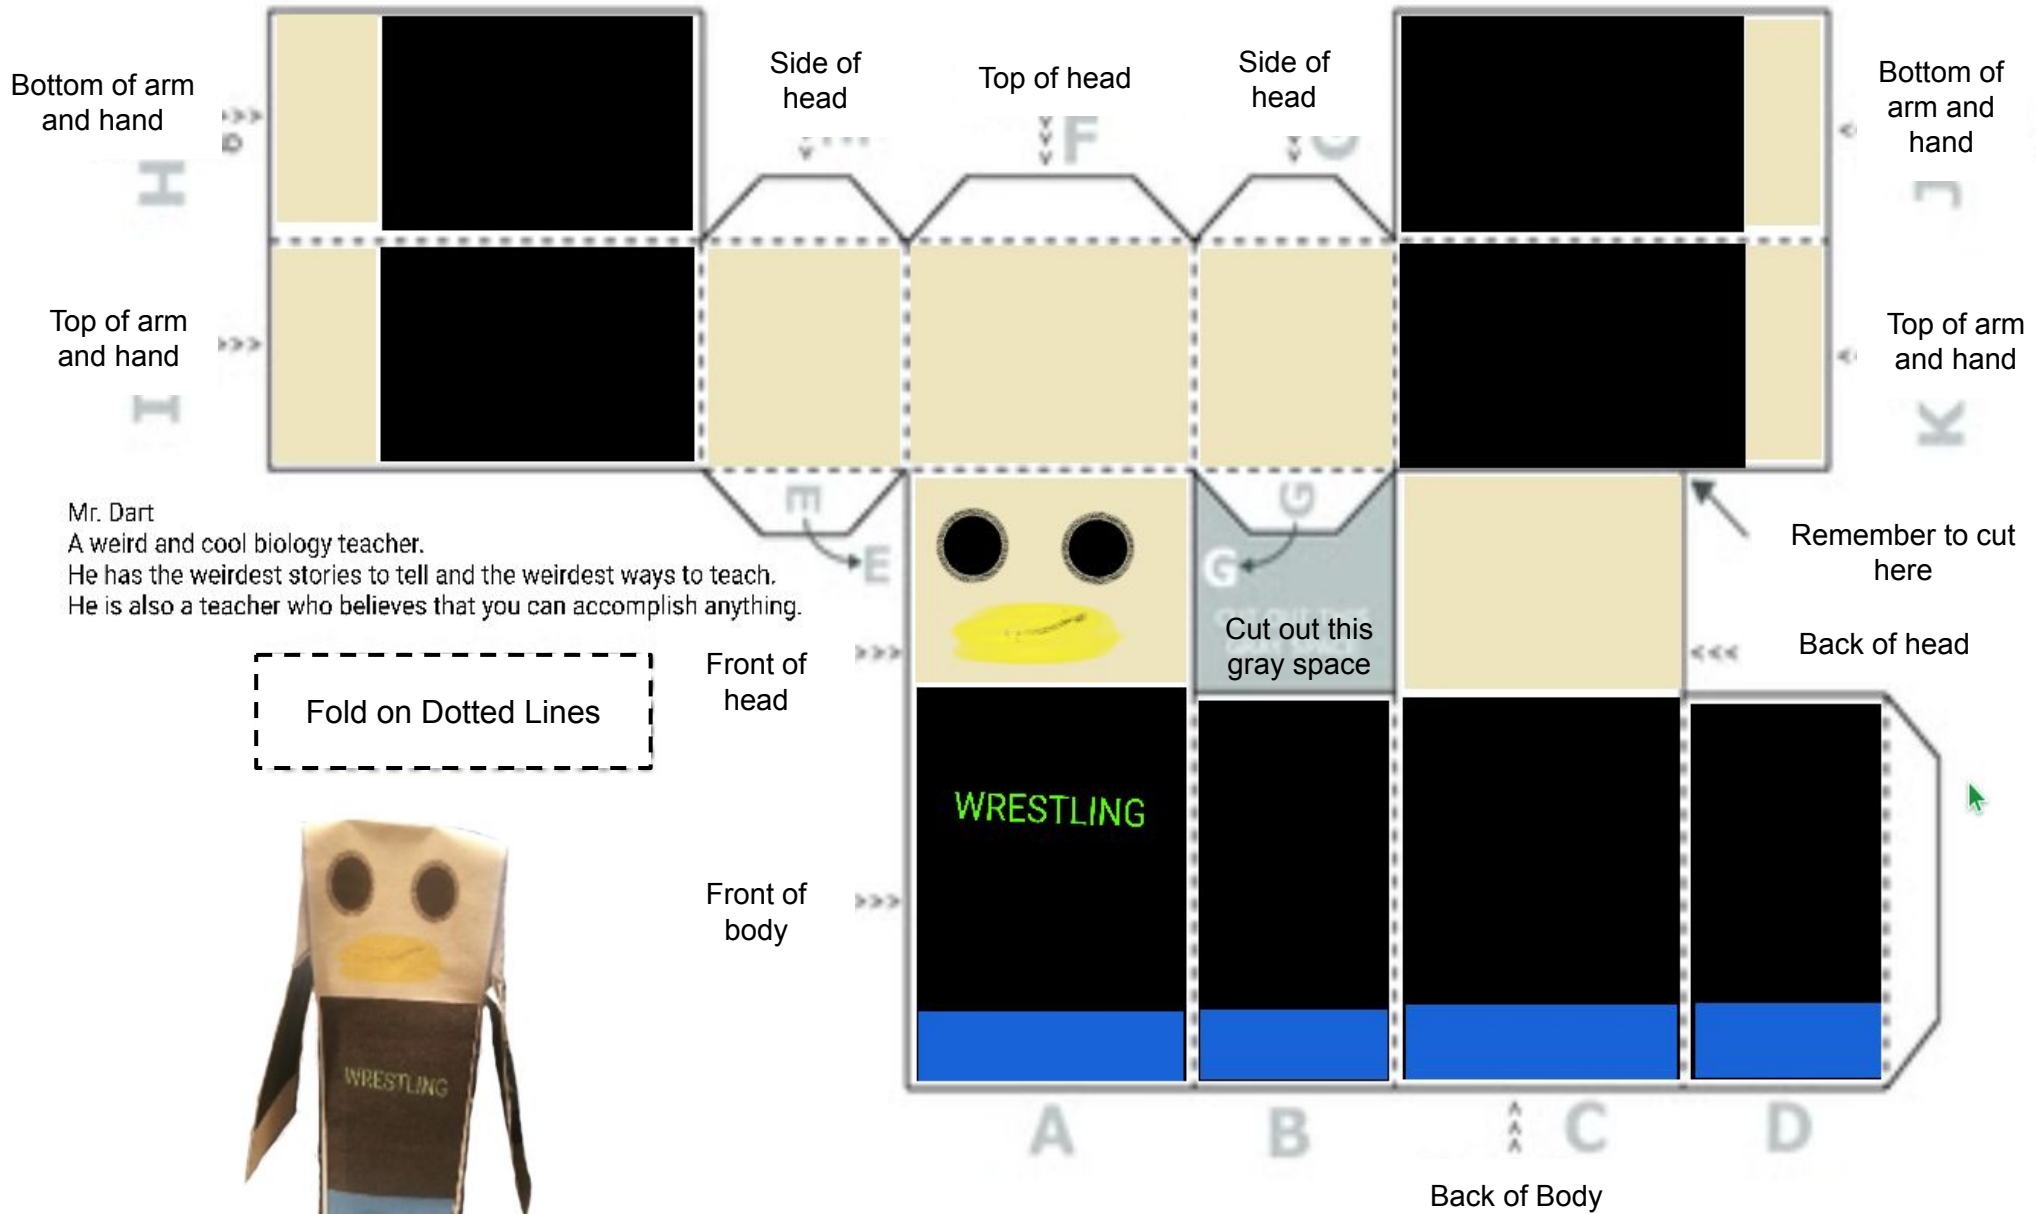 Bottom of arm
and hand
H
Side of
head
Top of head
F
Side of
head
Bottom of
arm and
hand
J
Top of arm
and hand
I
Top of arm
and hand
K
E
E
G
G
Cut out this
gray space
Remember to cut
here
Mr. Dart
A weird and cool biology teacher.
He has the weirdest stories to tell and the weirdest ways to teach.
He is also a teacher who believes that you can accomplish anything.
Front of
head
Back of head
Fold on Dotted Lines
WRESTLING
Front of
body
WRESTLING
A
B
C
D
Back of Body